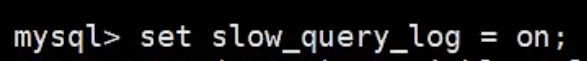 mysql> set slow_query_log = on;